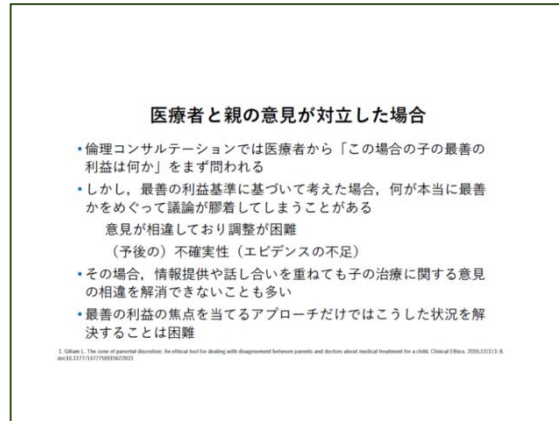 医療者と親の意見が対立した場合
• 倫理コンサルテーションでは医療者から「この場合の子の最善の
利益は何か」をまず問われる
• しかし，最善の利益基準に基づいて考えた場合，何が本当に最善
かをめぐって議論が膠着してしまうことがある
意見が相違しており調整が困難
（予後の）不確実性（エビデンスの不足）
• その場合，情報提供や話し合いを重ねても子の治療に関する意見
の相違を解消できないことも多い
• 最善の利益の焦点を当てるアプローチだけではこうした状況を解
決することは困難
1. Gillam L. The zone of parental discretion: An ethical tool for dealing with disagreement between parents and doctors about medical treatment for a child. Clinical Ethics. 2016;11(1):1-8.
doi:10.1177/1477750915622033